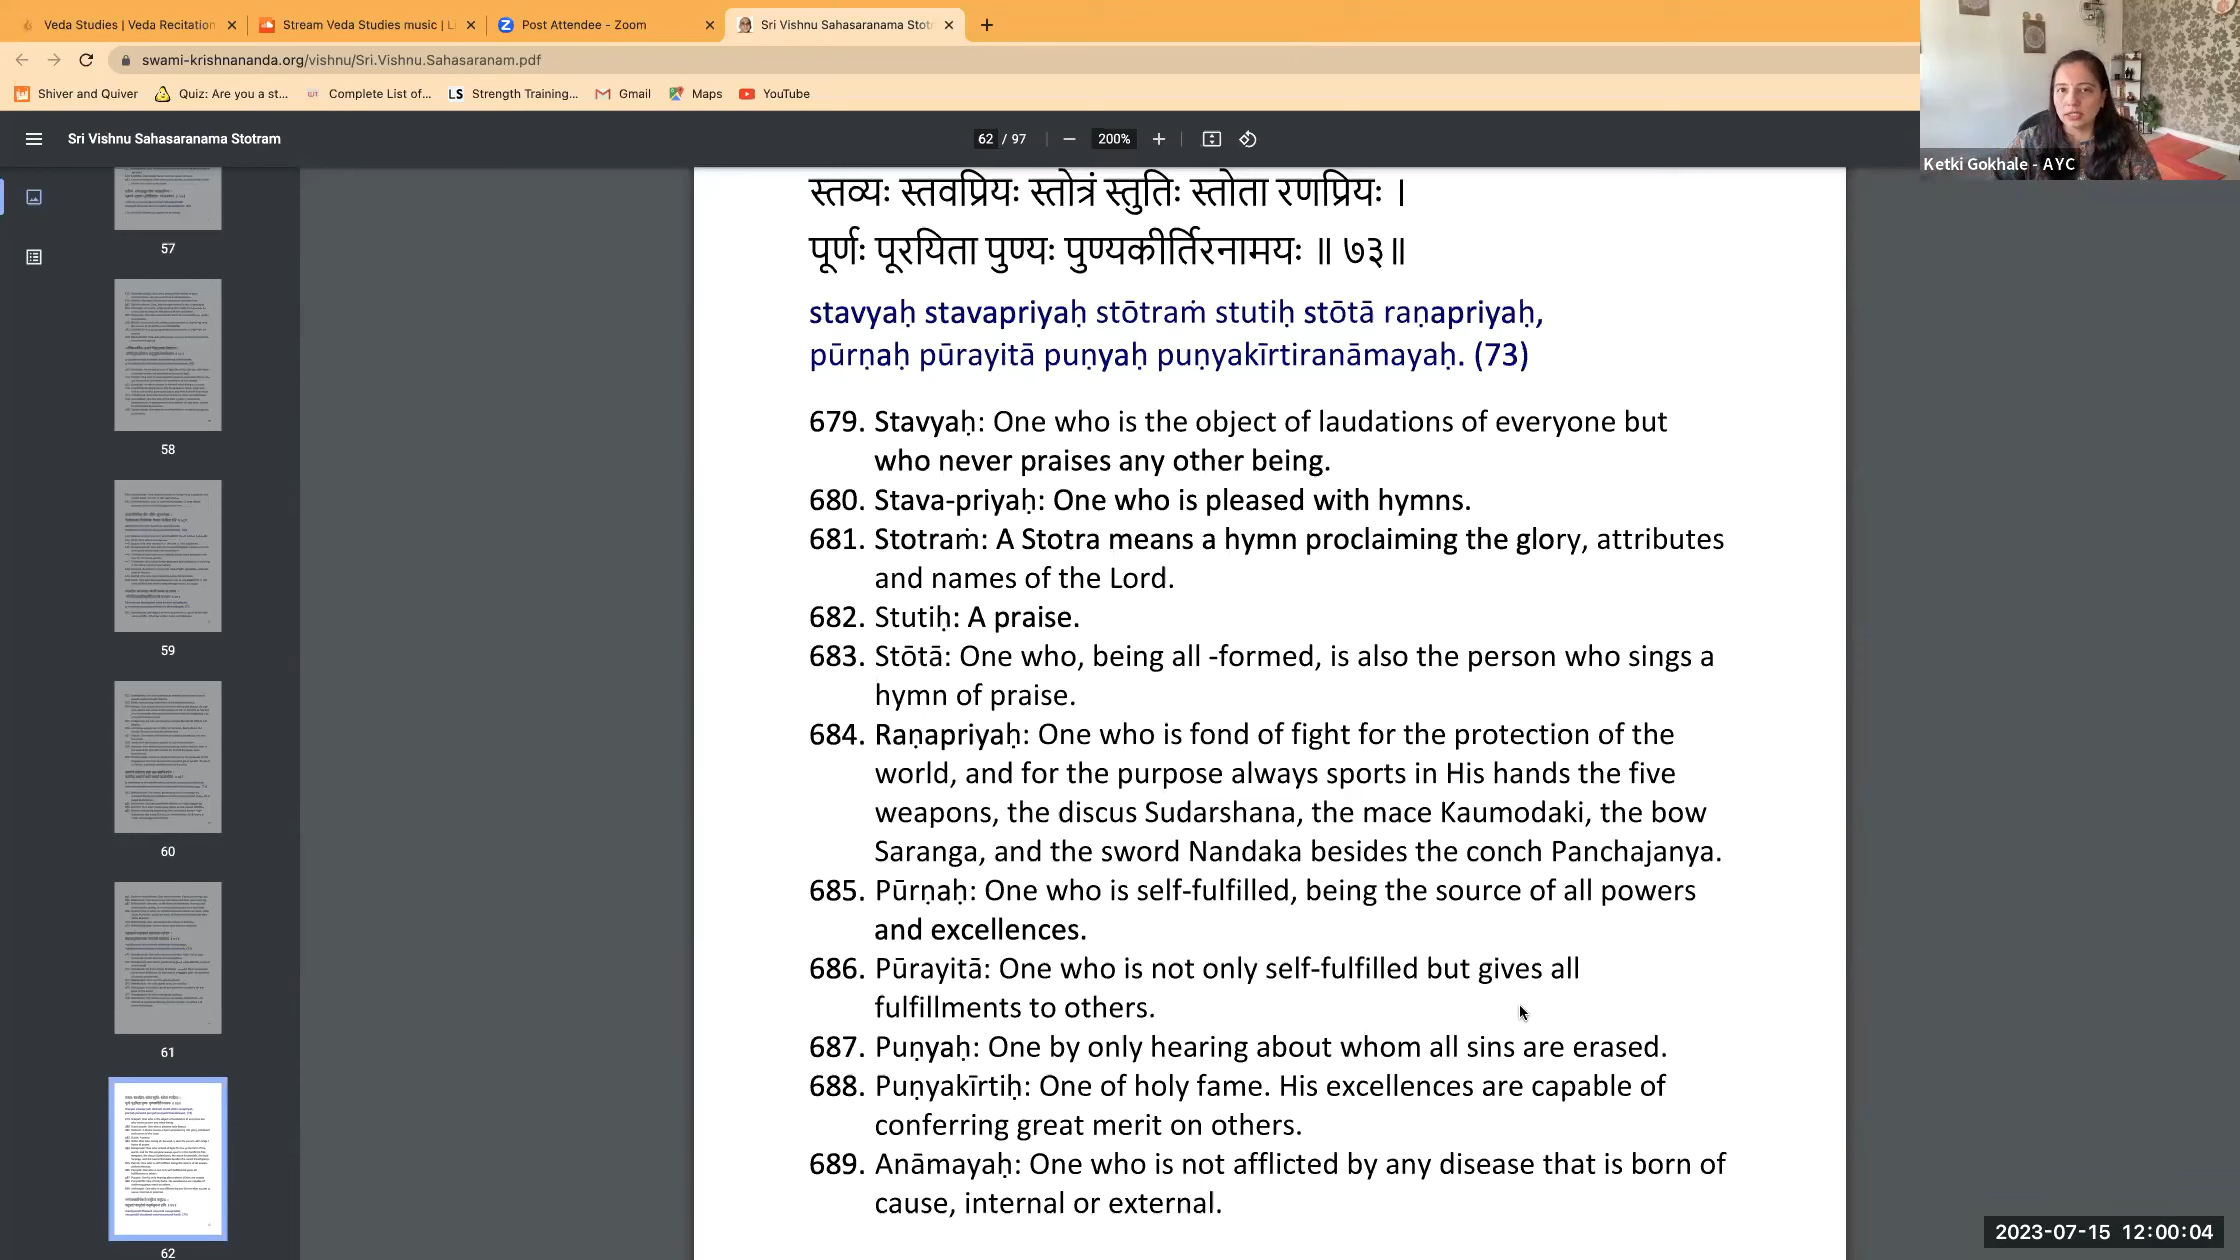 Veda Studies | Veda Recitation
Stream Veda Studies music | Li
Post Attendee - Zoom
Sri Vishnu Sahasaranama Stotr
swami-krishnananda.org/vishnu/Sri.Vishnu.Sahasaranam.pdf
Shiver and Quiver
Quiz: Are you a st...
Complete List of...
LS
Strength Training...
Gmail
Maps
YouTube
Ketki Gokhale - AYC
Sri Vishnu Sahasaranama Stotram
62 / 97
200%
57
58
59
60
61
62
स्तव्यः स्तवप्रियः स्तोत्रं स्तुतिः स्तोता रणप्रियः ।
पूर्णः पूरयिता पुण्यः पुण्यकीर्तिरनामयः ॥ ७३॥
stavyaḥ stavapriyaḥ stōtraṁ stutiḥ stōtā raṇapriyaḥ,
pūrṇaḥ pūrayitā puṇyaḥ puṇyakīrtiranāmayaḥ. (73)
679. Stavyaḥ: One who is the object of laudations of everyone but
who never praises any other being.
680. Stava-priyaḥ: One who is pleased with hymns.
681. Stotraṁ: A Stotra means a hymn proclaiming the glory, attributes
and names of the Lord.
682. Stutiḥ: A praise.
683. Stōtā: One who, being all -formed, is also the person who sings a
hymn of praise.
684. Raṇapriyaḥ: One who is fond of fight for the protection of the
world, and for the purpose always sports in His hands the five
weapons, the discus Sudarshana, the mace Kaumodaki, the bow
Saranga, and the sword Nandaka besides the conch Panchajanya.
685. Pūrṇaḥ: One who is self-fulfilled, being the source of all powers
and excellences.
686. Pūrayitā: One who is not only self-fulfilled but gives all
fulfillments to others.
687. Puṇyaḥ: One by only hearing about whom all sins are erased.
688. Puṇyakīrtiḥ: One of holy fame. His excellences are capable of
conferring great merit on others.
689. Anāmayaḥ: One who is not afflicted by any disease that is born of
cause, internal or external.
2023-07-15 12:00:04